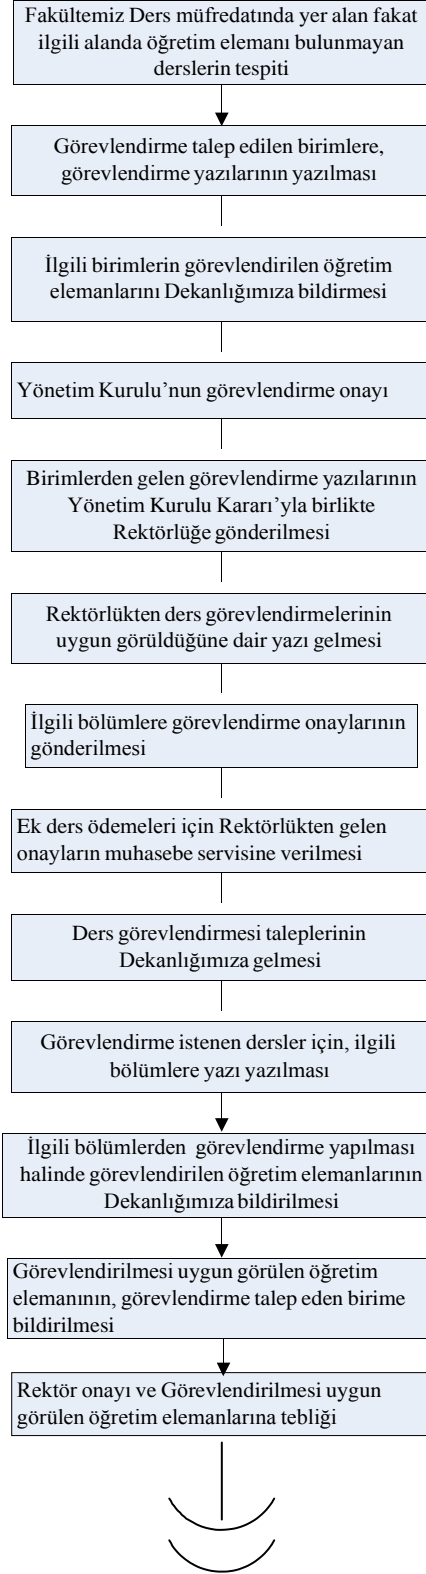 Fakültemiz Ders müfredatında yer alan fakat
ilgili alanda öğretim elemanı bulunmayan
derslerin tespiti
Görevlendirme talep edilen birimlere,
görevlendirme yazılarının yazılması
İlgili birimlerin görevlendirilen öğretim
elemanlarını Dekanlığımıza bildirmesi
Yönetim Kurulu’nun görevlendirme onayı
Birimlerden gelen görevlendirme yazılarının
Yönetim Kurulu Kararı’yla birlikte
Rektörlüğe gönderilmesi
Rektörlükten ders görevlendirmelerinin
uygun görüldüğüne dair yazı gelmesi
İlgili bölümlere görevlendirme onaylarının
gönderilmesi
Ek ders ödemeleri için Rektörlükten gelen
onayların muhasebe servisine verilmesi
Ders görevlendirmesi taleplerinin
Dekanlığımıza gelmesi
Görevlendirme istenen dersler için, ilgili
bölümlere yazı yazılması
İlgili bölümlerden görevlendirme yapılması
halinde görevlendirilen öğretim elemanlarının
Dekanlığımıza bildirilmesi
Görevlendirilmesi uygun görülen öğretim
elemanının, görevlendirme talep eden birime
bildirilmesi
Rektör onayı ve Görevlendirilmesi uygun
görülen öğretim elemanlarına tebliği